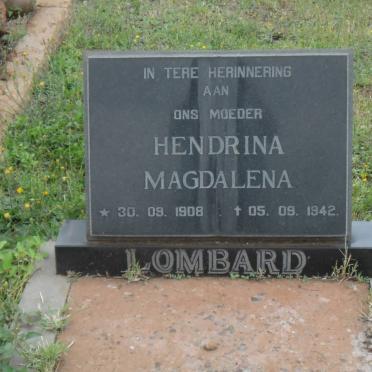 IN TERE HERINNERING
AAN
ONS MOEDER
HENDRINA
MAGDALENA
★ 30. 09. 1908 ✝ 05. 09. 1942.
LOMBARD